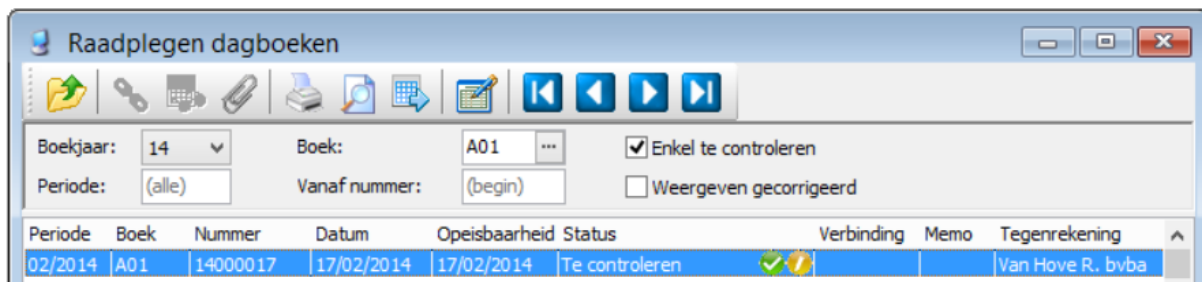 Raadplegen dagboeken
Boekjaar: 14 Boek: A01 ... Enkel te controleren
Periode: (alle) Vanaf nummer: (begin) Weergeven gecorrigeerd
Periode Boek Nummer Datum Opeisbaarheid Status Verbinding Memo Tegenrekening
02/2014 A01 14000017 17/02/2014 17/02/2014 Te controleren Van Hove R. bvba